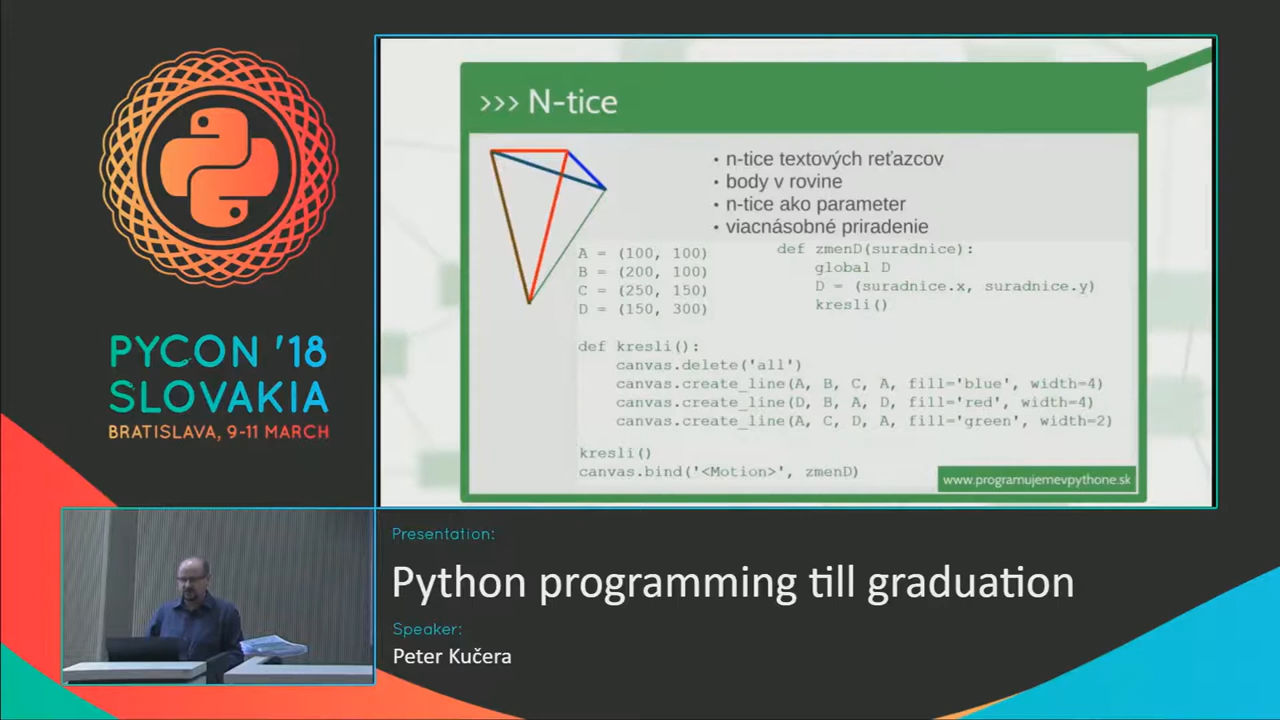 PYCON '18
SLOVAKIA
BRATISLAVA, 9-11 MARCH
>>> N-tice
• n-tice textových reťazcov
• body v rovine
• n-tice ako parameter
• viacnásobné priradenie
A = (100, 100)
B = (200, 100)
C = (250, 150)
D = (150, 300)
def zmenD(suradnice):
global D
D = (suradnice.x, suradnice.y)
kresli()
def kresli():
canvas.delete('all')
canvas.create_line(A, B, C, A, fill='blue', width=4)
canvas.create_line(D, B, A, D, fill='red', width=4)
canvas.create_line(A, C, D, A, fill='green', width=2)
kresli()
canvas.bind('<Motion>', zmenD)
www.programujemevpythone.sk
Presentation:
Python programming till graduation
Speaker:
Peter Kučera